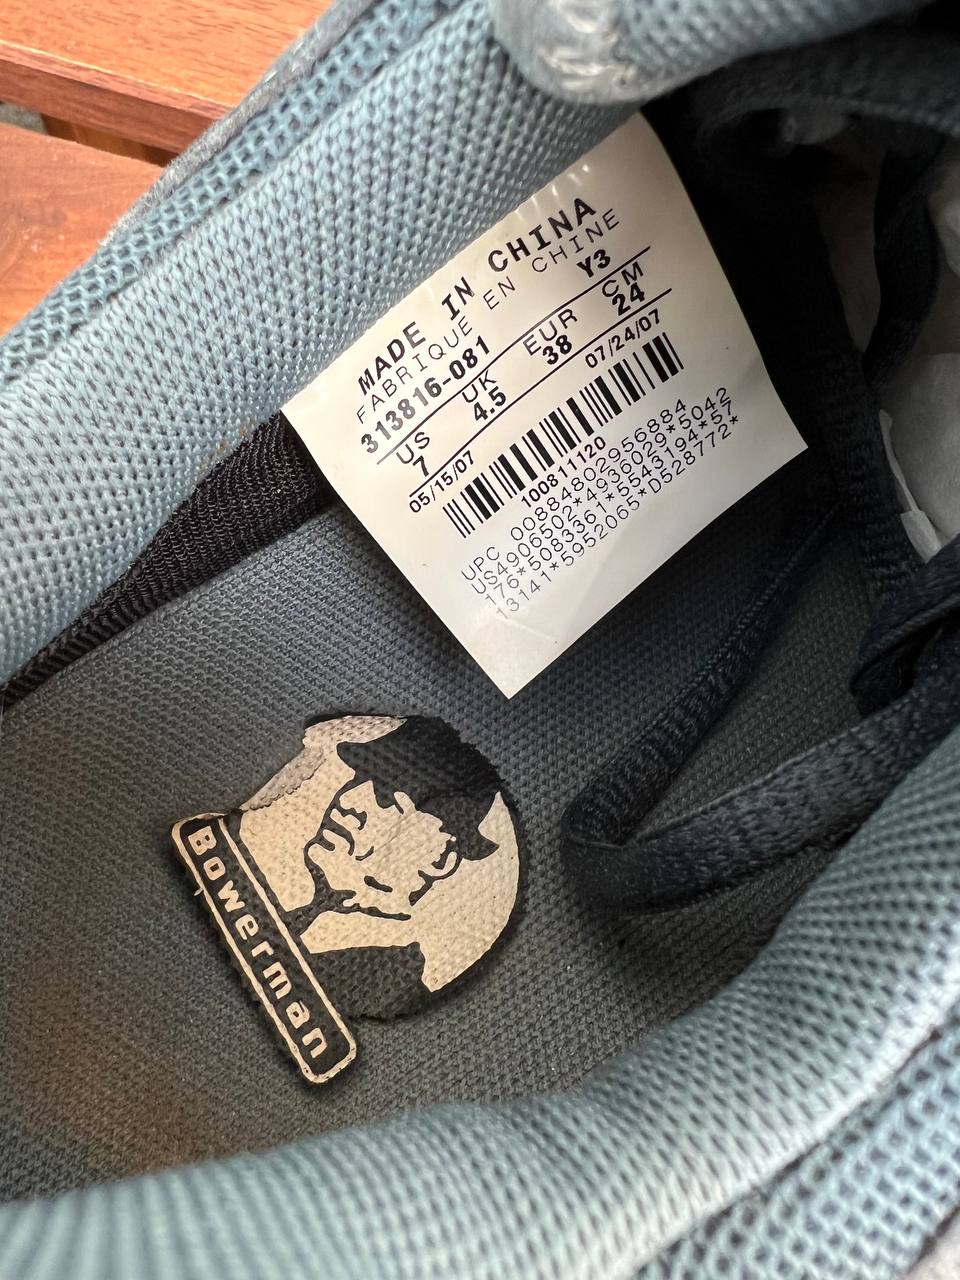 MADE IN CHINA
FABRIQUE EN CHINE
313816-081 Y3
US UK EUR CM
7 4.5 38 24
05/15/07 07/24/07
100811120
UPC 00884802956884
US4906502*4936029*5042
176*5083361*5543194*57
13141*5952065*D528772*
Bowerman